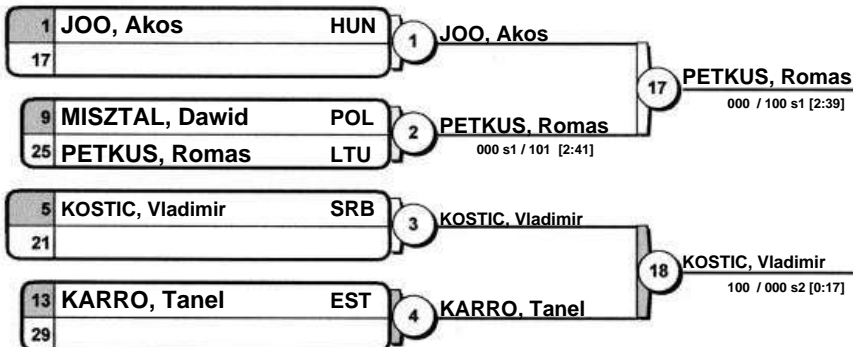 1 JOO, Akos HUN
17
1
JOO, Akos
9 MISZTAL, Dawid POL
25 PETKUS, Romas LTU
2
PETKUS, Romas
000 s1 / 101 [2:41]
17
PETKUS, Romas
000 / 100 s1 [2:39]
5 KOSTIC, Vladimir SRB
21
3
KOSTIC, Vladimir
13 KARRO, Tanel EST
29
4
KARRO, Tanel
18
KOSTIC, Vladimir
100 / 000 s2 [0:17]